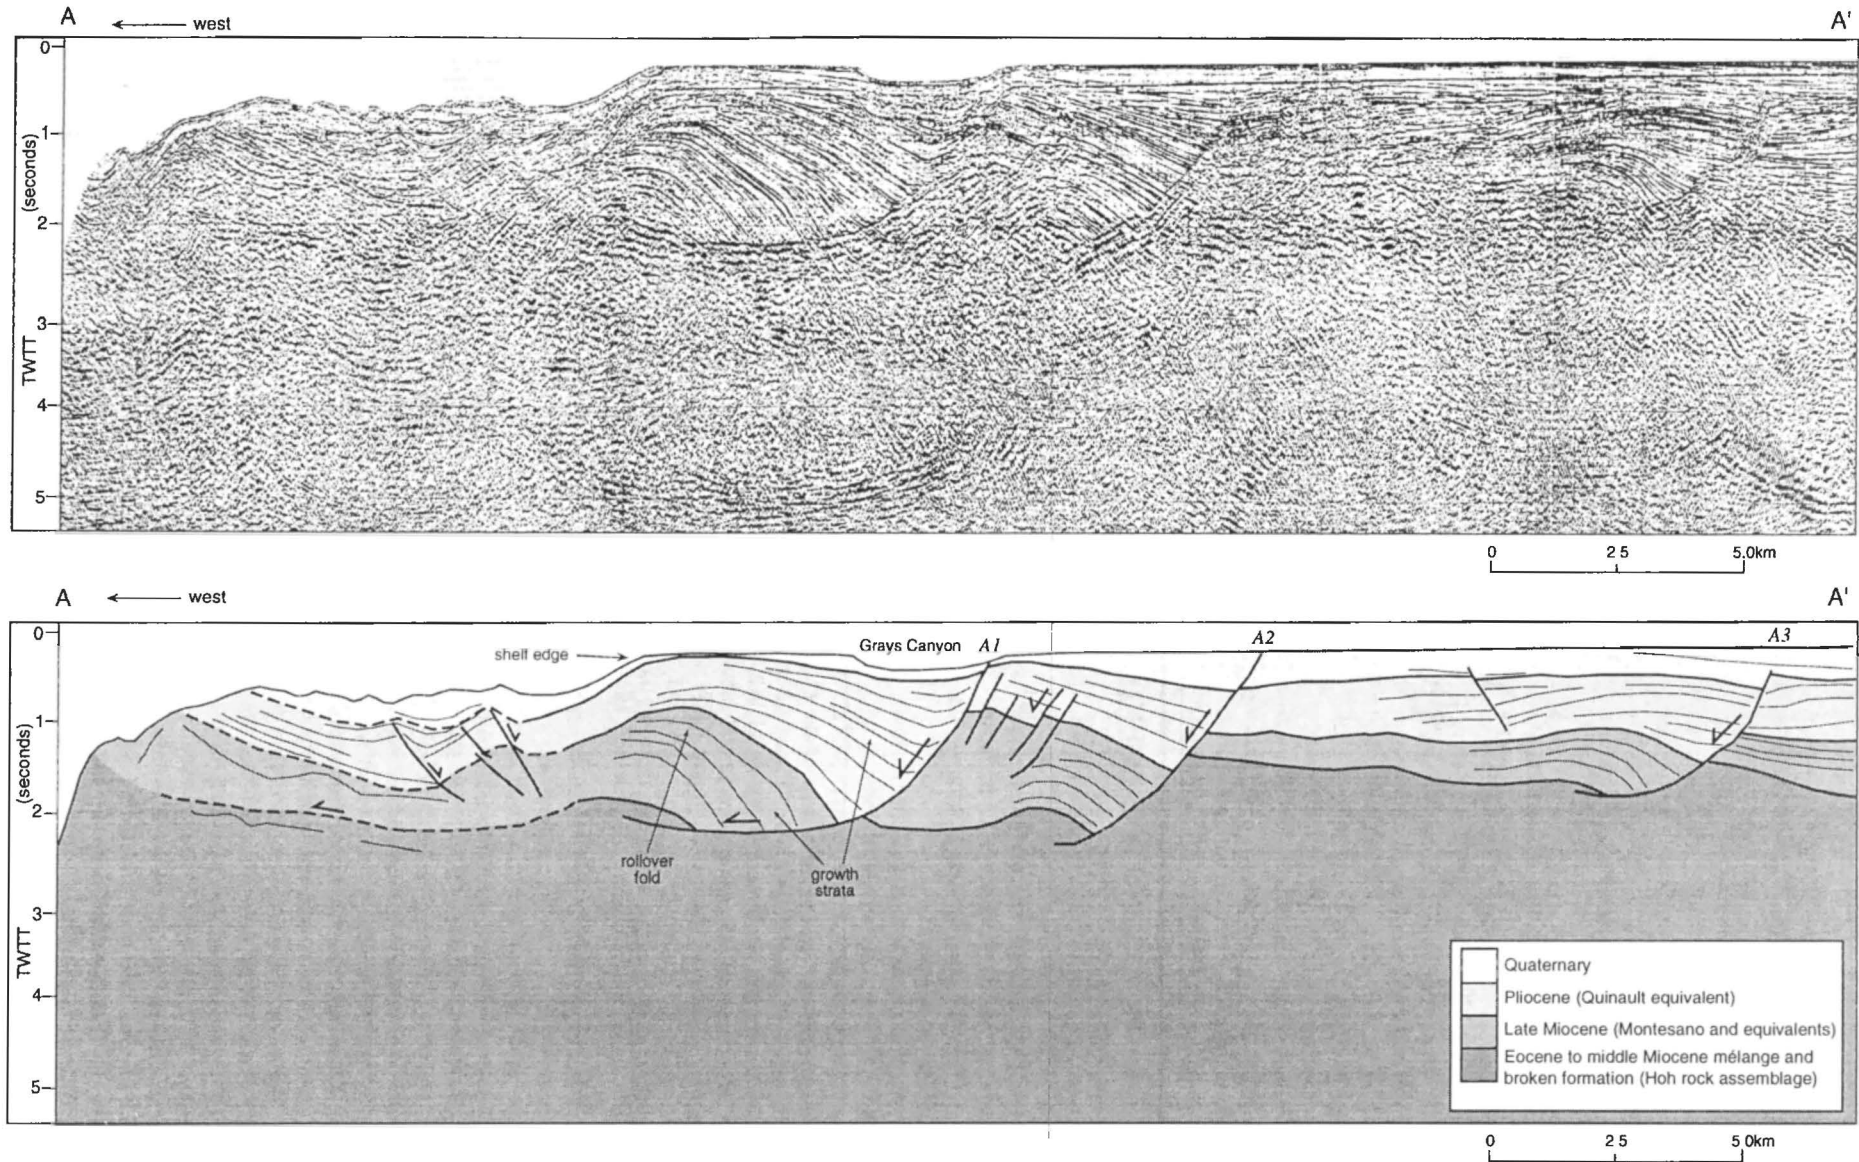 A
west
A'
0
1
(seconds)
2
3
TWTT
4
5
0
2 5
5.0km
A
west
A'
0
shelf edge
Grays Canyon
A1
A2
A3
1
(seconds)
2
rollover
fold
growth
strata
3
TWTT
4
5
Quaternary
Pliocene (Quinault equivalent)
Late Miocene (Montesano and equivalents)
Eocene to middle Miocene mélange and
broken formation (Hoh rock assemblage)
0
2 5
5 0km